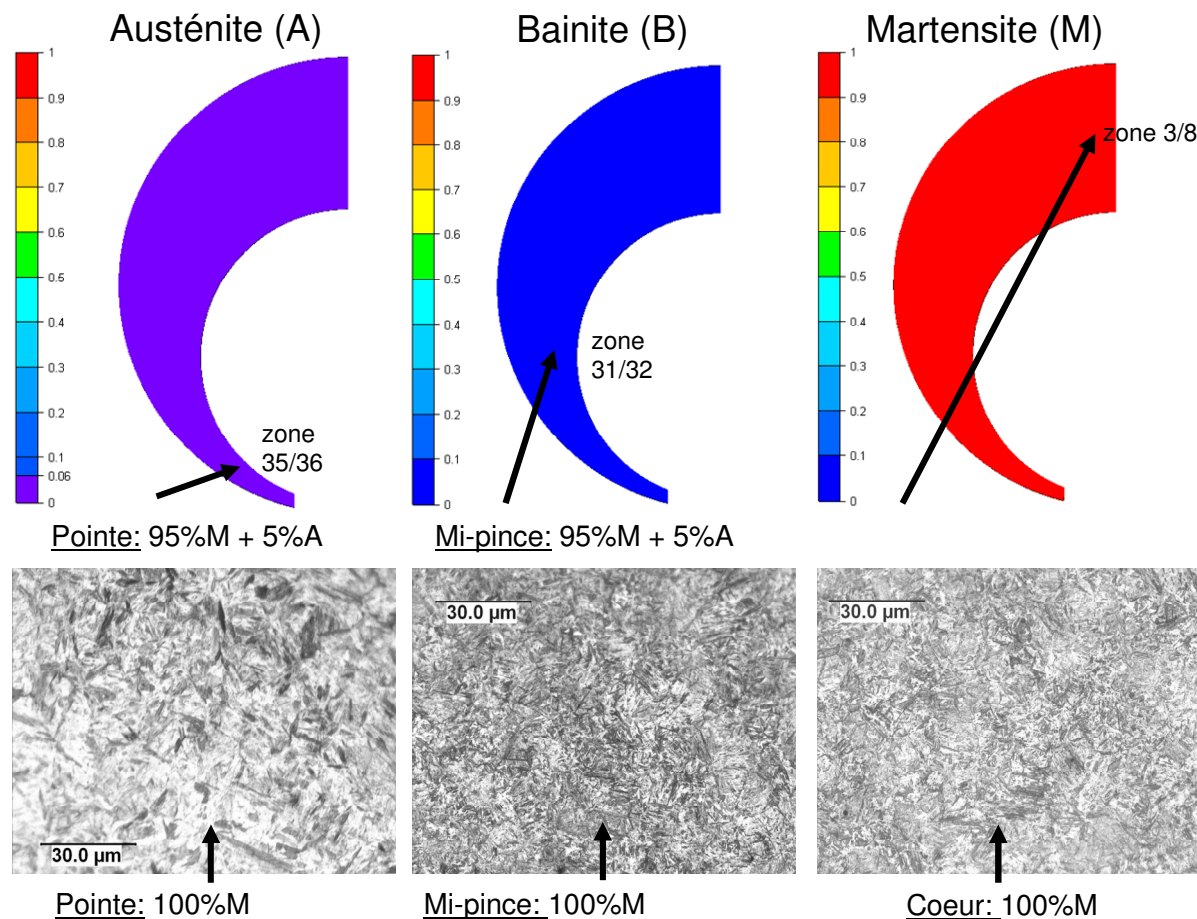 Austénite (A)
Bainite (B)
Martensite (M)
1
0.9
0.8
0.7
0.6
0.5
0.4
0.3
0.2
0.1
0.06
0
zone
35/36
1
0.9
0.8
0.7
0.6
0.5
0.4
0.3
0.2
0.1
0
zone
31/32
1
0.9
0.8
0.7
0.6
0.5
0.4
0.3
0.2
0.1
0
zone 3/8
Pointe: 95%M + 5%A
Mi-pince: 95%M + 5%A
30.0 µm
30.0 µm
30.0 µm
Pointe: 100%M
Mi-pince: 100%M
Coeur: 100%M